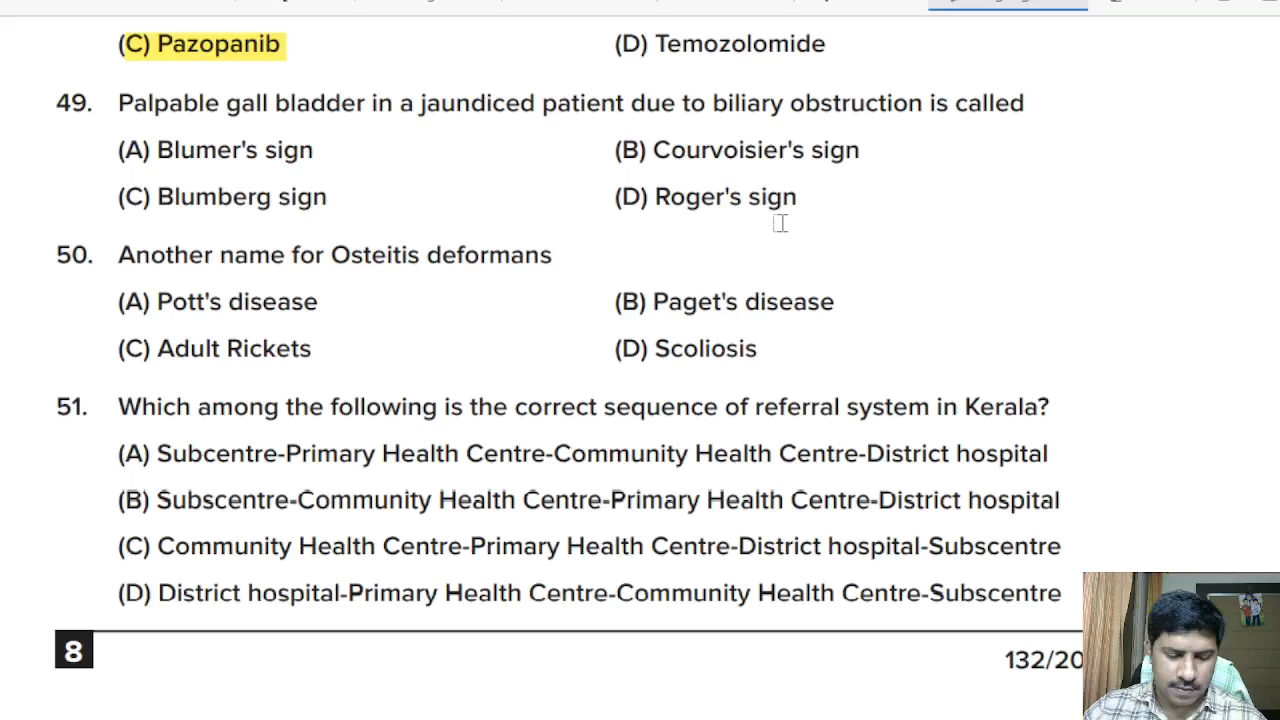 (C) Pazopanib (D) Temozolomide
49. Palpable gall bladder in a jaundiced patient due to biliary obstruction is called
(A) Blumer's sign (B) Courvoisier's sign
(C) Blumberg sign (D) Roger's sign
50. Another name for Osteitis deformans
(A) Pott's disease (B) Paget's disease
(C) Adult Rickets (D) Scoliosis
51. Which among the following is the correct sequence of referral system in Kerala?
(A) Subcentre-Primary Health Centre-Community Health Centre-District hospital
(B) Subscentre-Community Health Centre-Primary Health Centre-District hospital
(C) Community Health Centre-Primary Health Centre-District hospital-Subscentre
(D) District hospital-Primary Health Centre-Community Health Centre-Subscentre
8
132/20